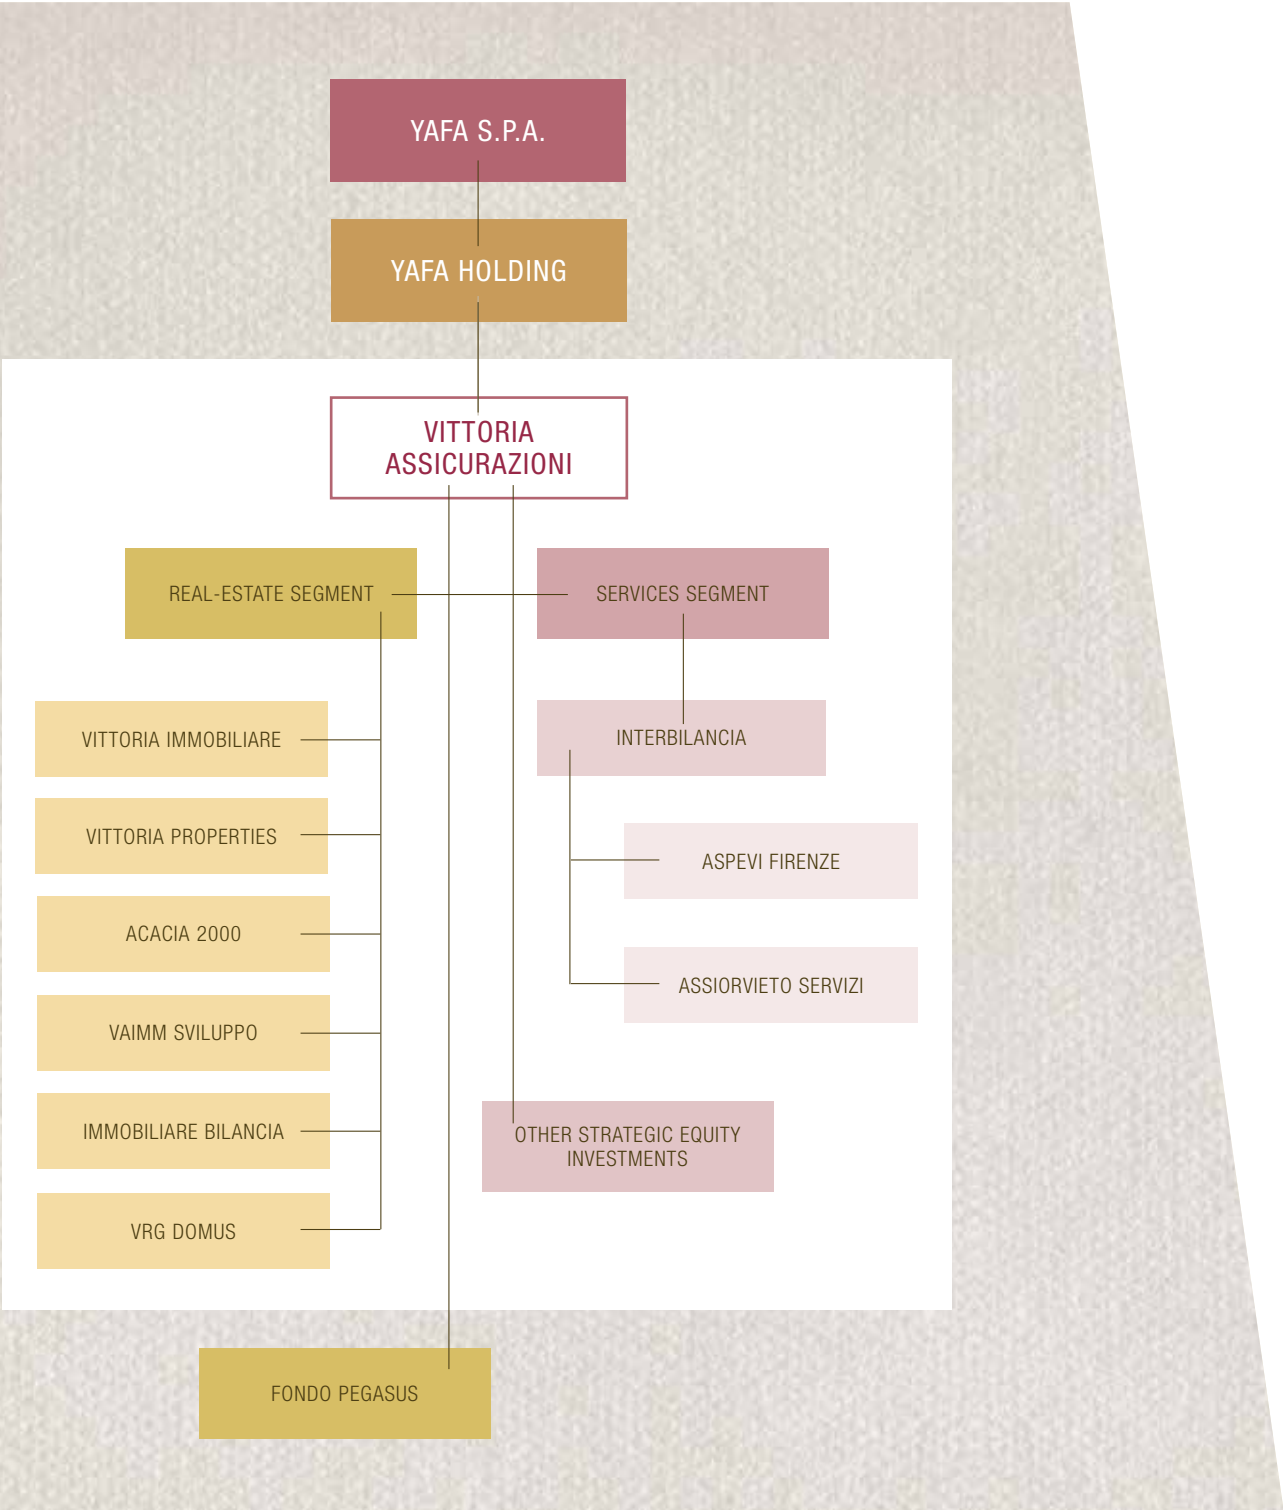 YAFA S.P.A.
YAFA HOLDING
VITTORIA
ASSICURAZIONI
REAL-ESTATE SEGMENT
SERVICES SEGMENT
VITTORIA IMMOBILIARE
INTERBILANCIA
VITTORIA PROPERTIES
ASPEVI FIRENZE
ACACIA 2000
ASSIORVIETO SERVIZI
VAIMM SVILUPPO
IMMOBILIARE BILANCIA
OTHER STRATEGIC EQUITY
INVESTMENTS
VRG DOMUS
FONDO PEGASUS